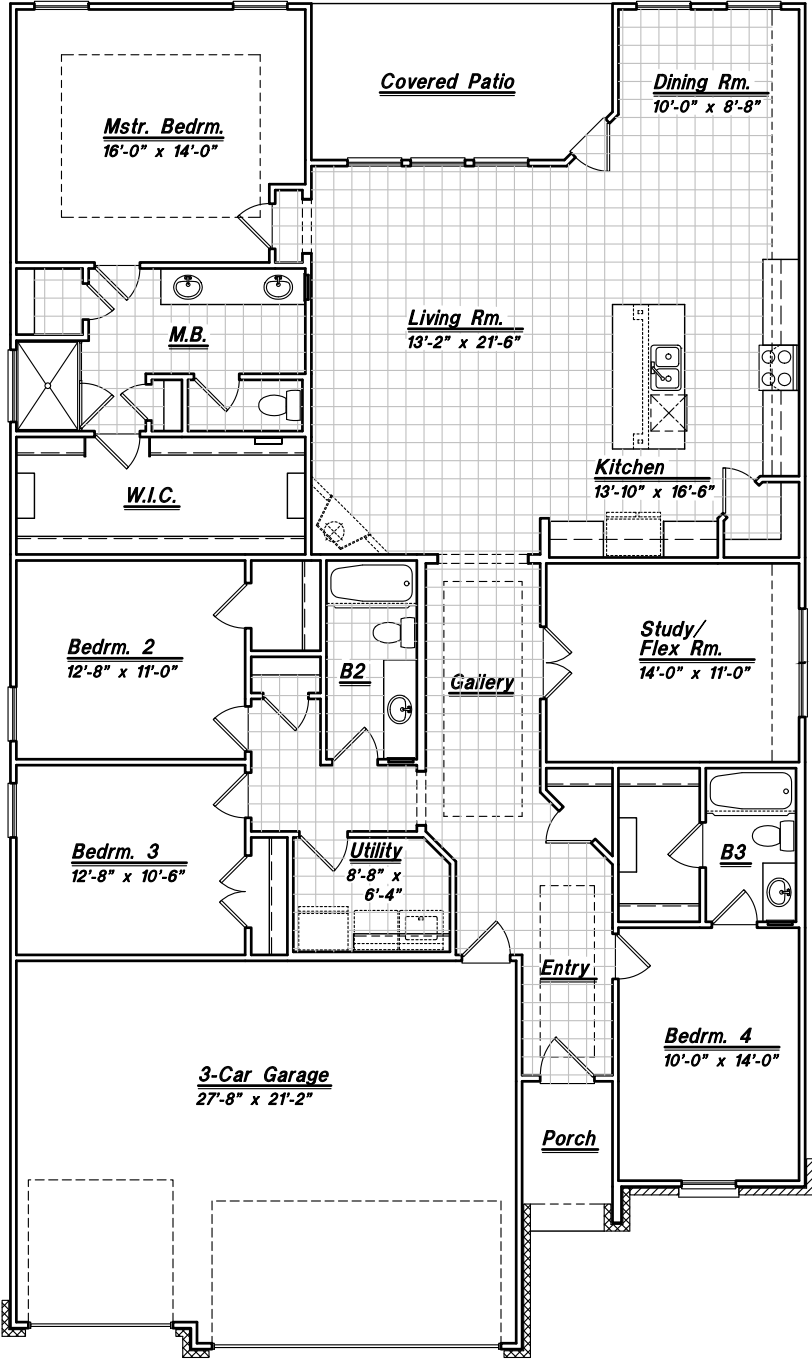 Covered Patio
Dining Rm.
10'-0" x 8'-8"
Mstr. Bedrm.
16'-0" x 14'-0"
Living Rm.
13'-2" x 21'-6"
M.B.
Kitchen
13'-10" x 16'-6"
W.I.C.
Bedrm. 2
12'-8" x 11'-0"
B2
Gallery
Study/
Flex Rm.
14'-0" x 11'-0"
Bedrm. 3
12'-8" x 10'-6"
Utility
8'-8" x
6'-4"
B3
Entry
Bedrm. 4
10'-0" x 14'-0"
3-Car Garage
27'-8" x 21'-2"
Porch